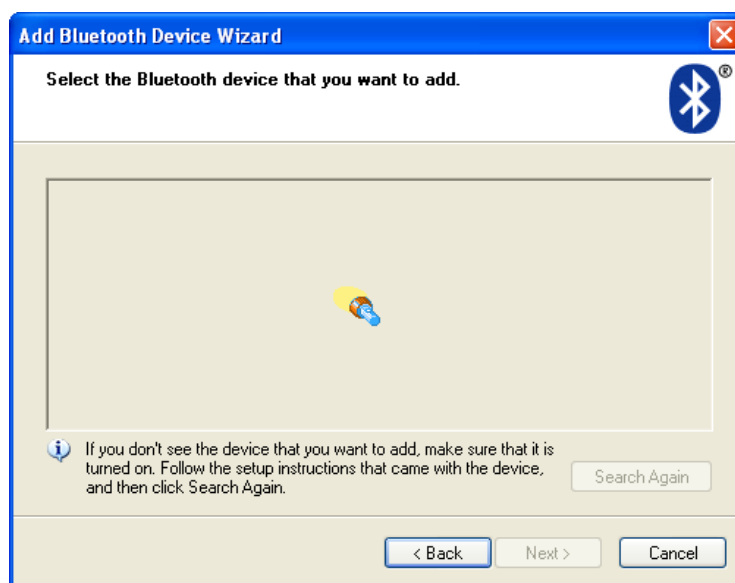 Add Bluetooth Device Wizard
Select the Bluetooth device that you want to add.
®
If you don't see the device that you want to add, make sure that it is
turned on. Follow the setup instructions that came with the device,
and then click Search Again.
Search Again
< Back
Next >
Cancel